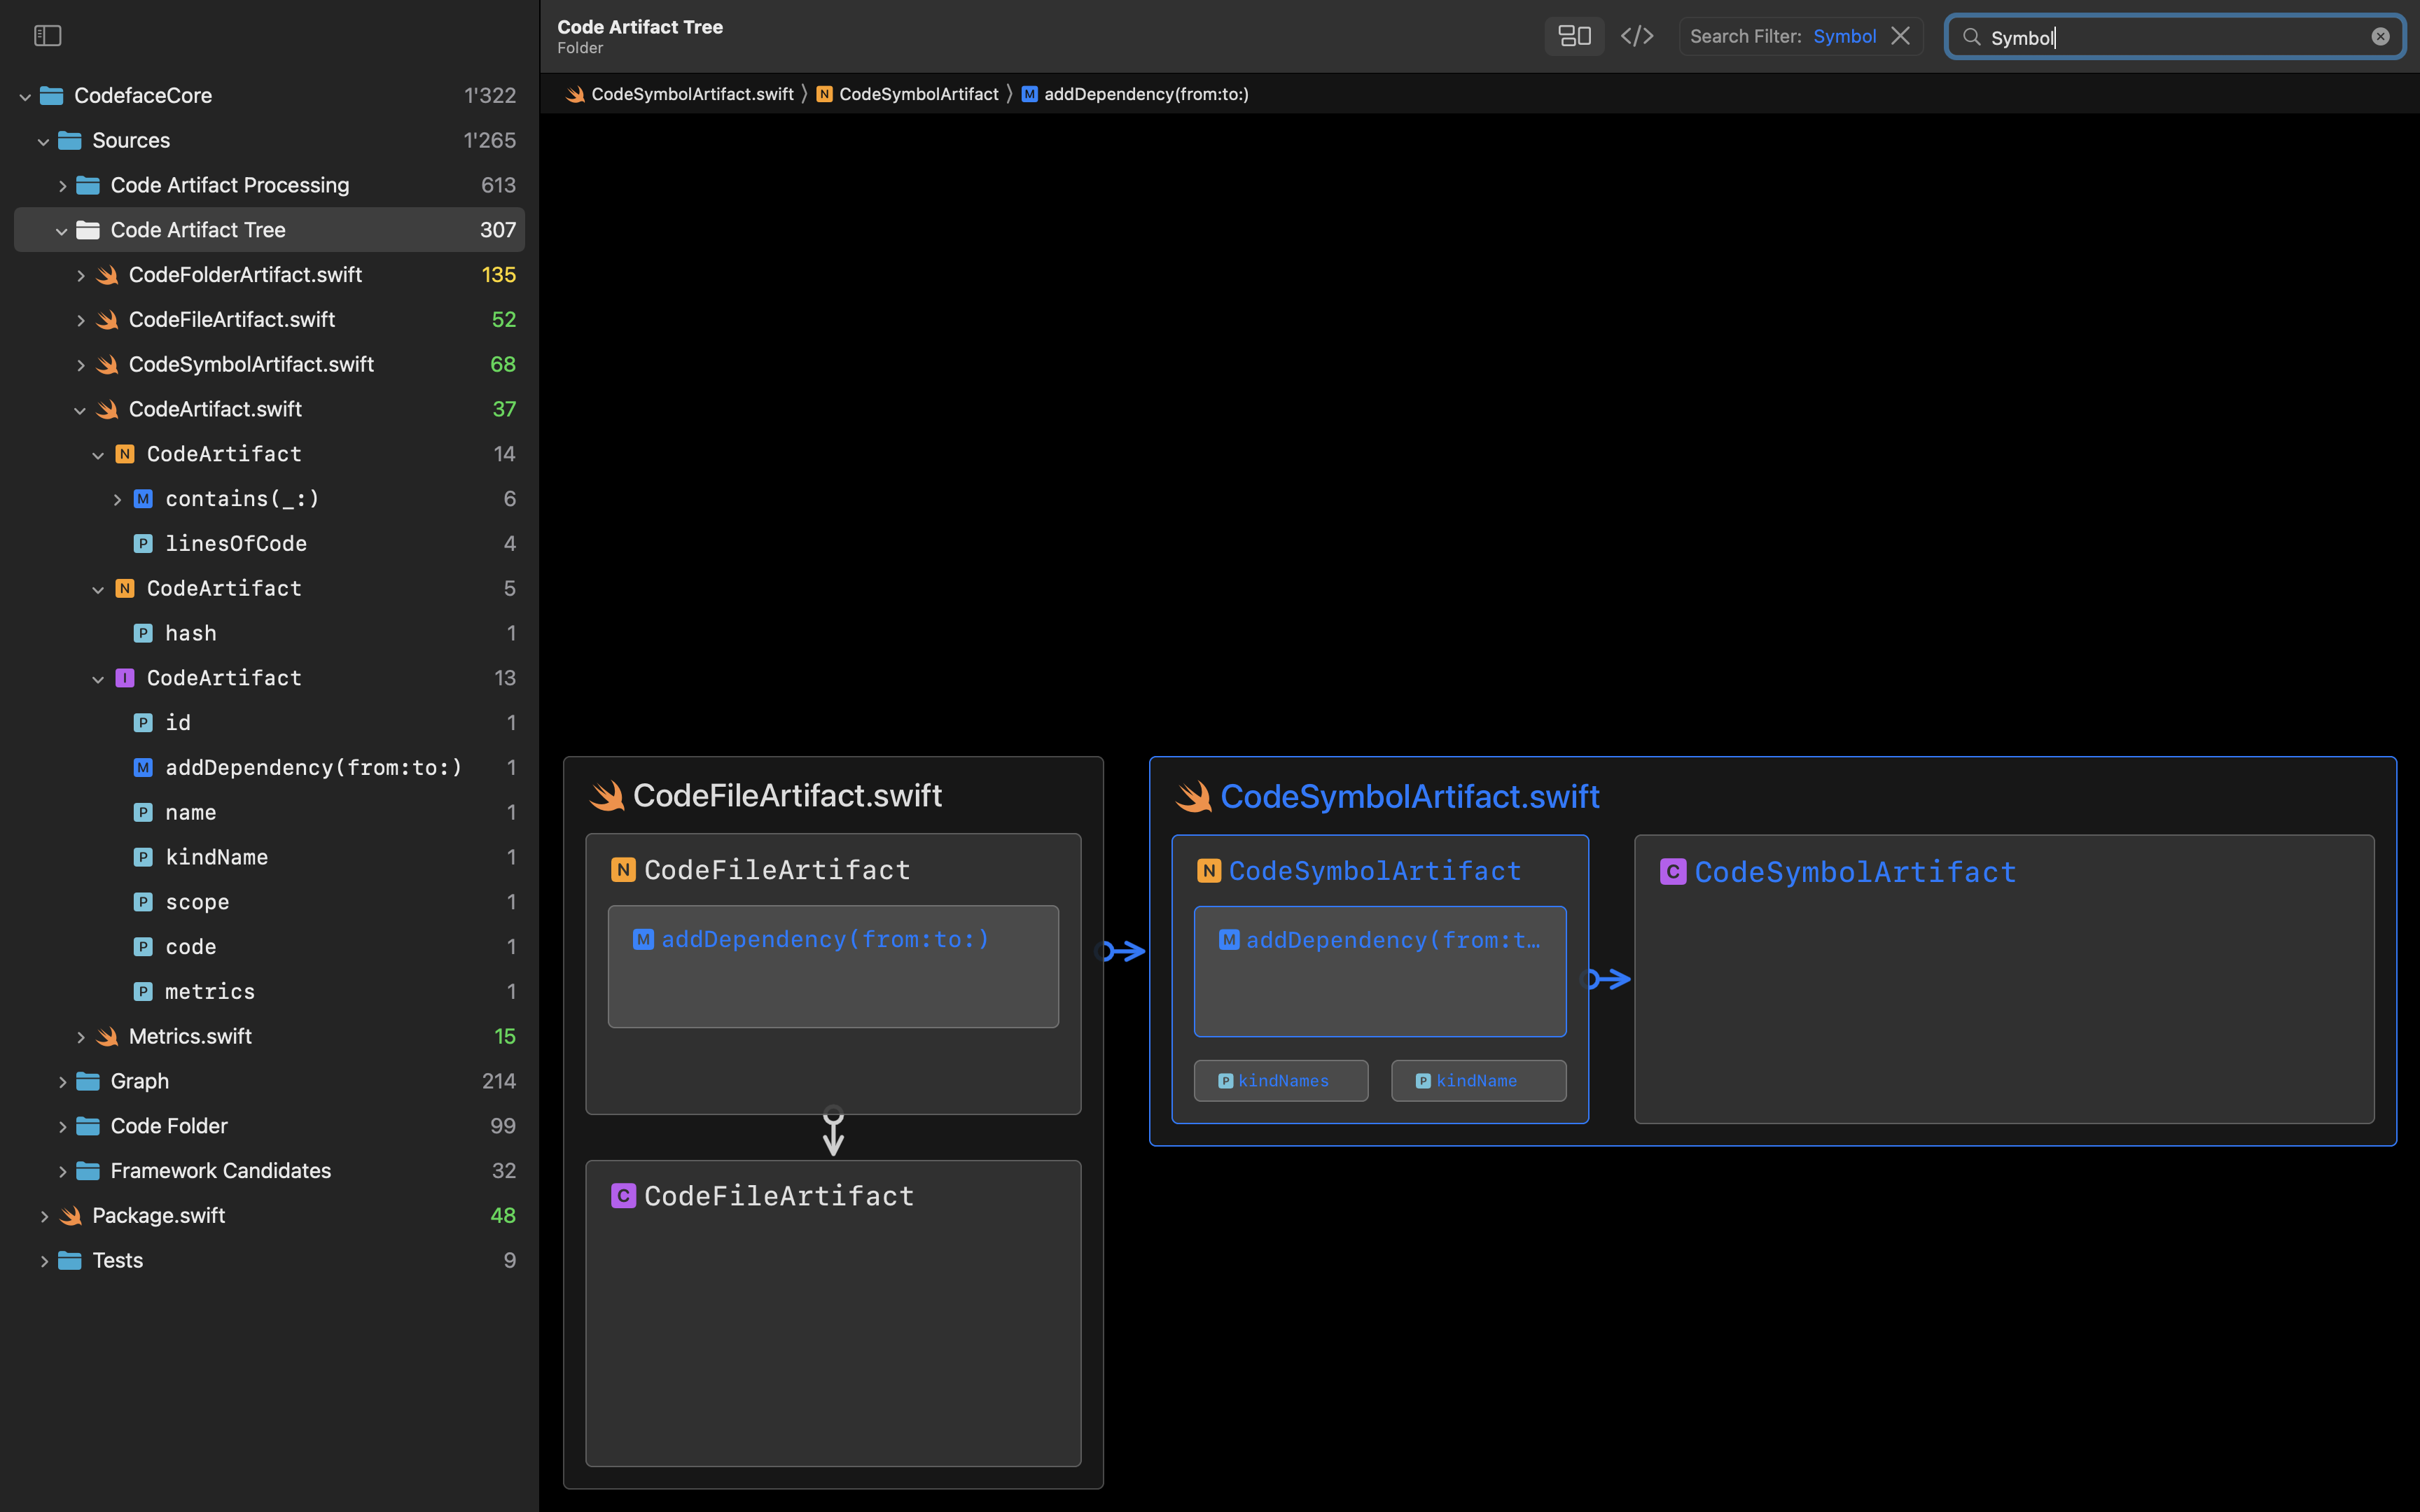 CodefaceCore 1'322
Sources 1'265
Code Artifact Processing 613
Code Artifact Tree 307
CodeFolderArtifact.swift 135
CodeFileArtifact.swift 52
CodeSymbolArtifact.swift 68
CodeArtifact.swift 37
N CodeArtifact 14
M contains(_:) 6
P linesOfCode 4
N CodeArtifact 5
P hash 1
I CodeArtifact 13
P id 1
M addDependency(from:to:) 1
P name 1
P kindName 1
P scope 1
P code 1
P metrics 1
Metrics.swift 15
Graph 214
Code Folder 99
Framework Candidates 32
Package.swift 48
Tests 9
Code Artifact Tree
Folder
Search Filter: Symbol
Symbol
CodeSymbolArtifact.swift 〉 N CodeSymbolArtifact 〉 M addDependency(from:to:)
CodeFileArtifact.swift
N CodeFileArtifact
M addDependency(from:to:)
C CodeFileArtifact
CodeSymbolArtifact.swift
N CodeSymbolArtifact
M addDependency(from:t…
P kindNames
P kindName
C CodeSymbolArtifact